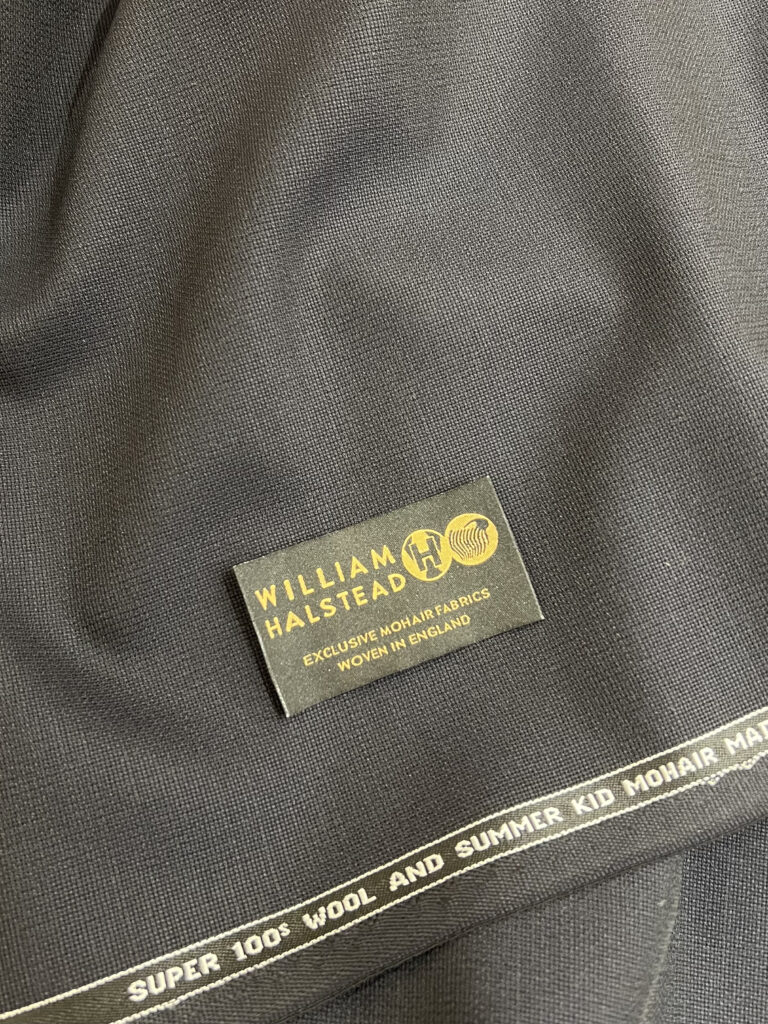 WILLIAM
HALSTEAD
H
EXCLUSIVE MOHAIR FABRICS
WOVEN IN ENGLAND
SUPER 100s WOOL AND SUMMER KID MOHAIR